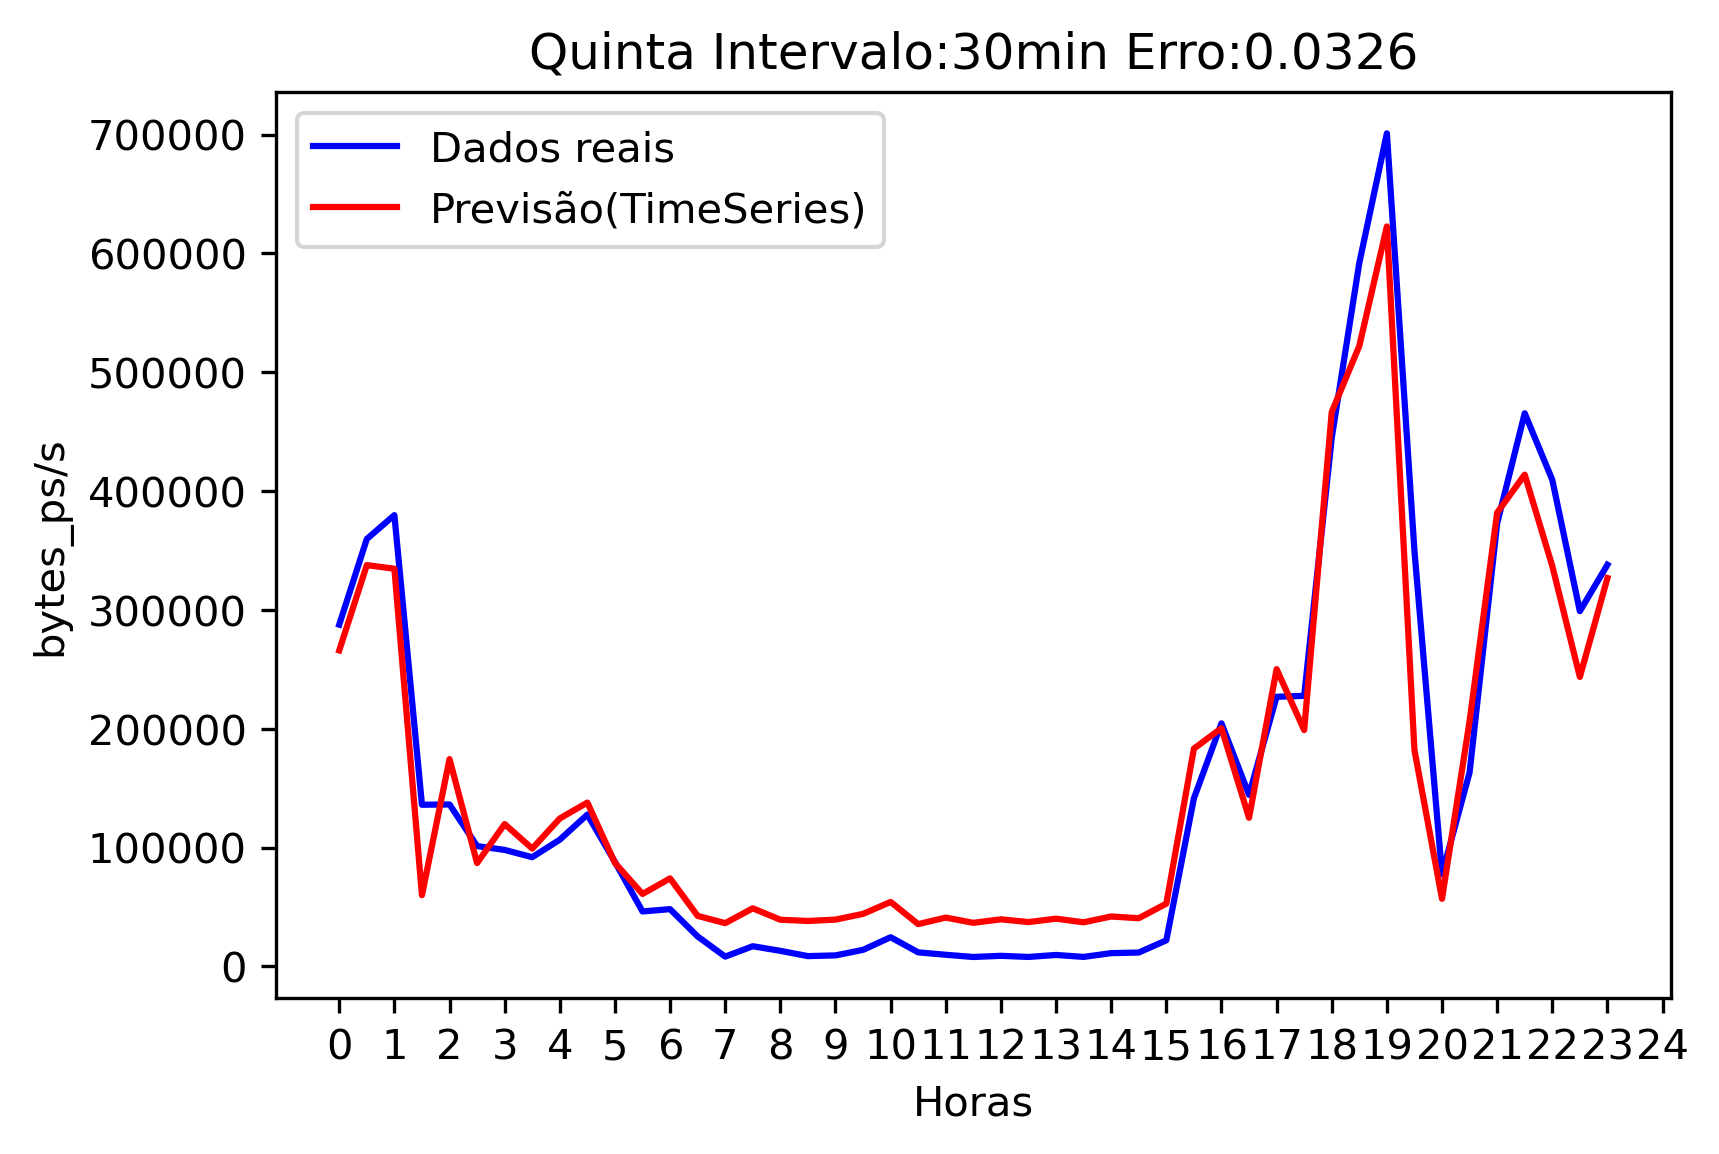 Quinta Intervalo:30min Erro:0.0326
Dados reais
Previsão(TimeSeries)
700000
600000
500000
400000
300000
200000
100000
0
bytes_ps/s
0 1 2 3 4 5 6 7 8 9 10 11 12 13 14 15 16 17 18 19 20 21 22 23 24
Horas